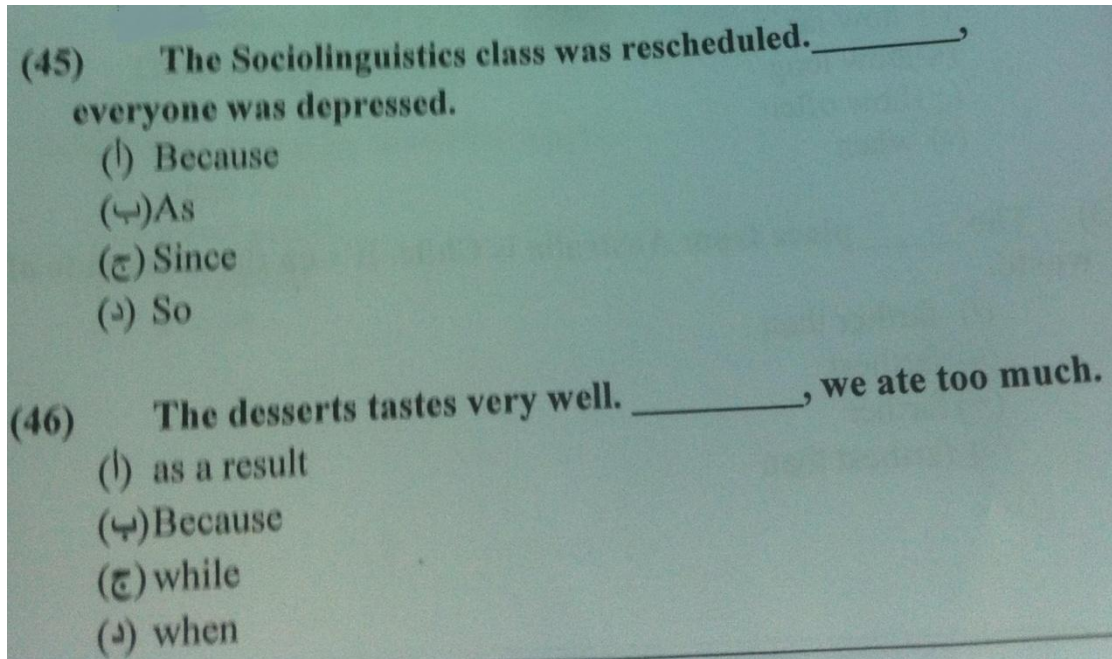 (45) The Sociolinguistics class was rescheduled.________,
everyone was depressed.
(أ) Because
(ب) As
(ج) Since
(د) So
(46) The desserts tastes very well. _________, we ate too much.
(أ) as a result
(ب) Because
(ج) while
(د) when